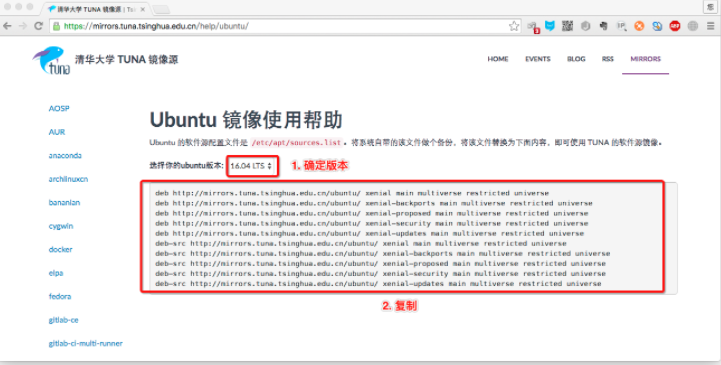 清华大学 TUNA 镜像源 | Ts
https://mirrors.tuna.tsinghua.edu.cn/help/ubuntu/
tuna
清华大学 TUNA 镜像源
HOME EVENTS BLOG RSS MIRRORS
AOSP
AUR
anaconda
archlinuxcn
bananian
cygwin
docker
elpa
fedora
gitlab-ce
gitlab-ci-multi-runner
Ubuntu 镜像使用帮助
Ubuntu 的软件源配置文件是 /etc/apt/sources.list。将系统自带的该文件做个备份，将该文件替换为下面内容，即可使用 TUNA 的软件源镜像。
选择你的ubuntu版本: 16.04 LTS
1. 确定版本
deb http://mirrors.tuna.tsinghua.edu.cn/ubuntu/ xenial main multiverse restricted universe
deb http://mirrors.tuna.tsinghua.edu.cn/ubuntu/ xenial-backports main multiverse restricted universe
deb http://mirrors.tuna.tsinghua.edu.cn/ubuntu/ xenial-proposed main multiverse restricted universe
deb http://mirrors.tuna.tsinghua.edu.cn/ubuntu/ xenial-security main multiverse restricted universe
deb http://mirrors.tuna.tsinghua.edu.cn/ubuntu/ xenial-updates main multiverse restricted universe
deb-src http://mirrors.tuna.tsinghua.edu.cn/ubuntu/ xenial main multiverse restricted universe
deb-src http://mirrors.tuna.tsinghua.edu.cn/ubuntu/ xenial-backports main multiverse restricted universe
deb-src http://mirrors.tuna.tsinghua.edu.cn/ubuntu/ xenial-proposed main multiverse restricted universe
deb-src http://mirrors.tuna.tsinghua.edu.cn/ubuntu/ xenial-security main multiverse restricted universe
deb-src http://mirrors.tuna.tsinghua.edu.cn/ubuntu/ xenial-updates main multiverse restricted universe
2. 复制